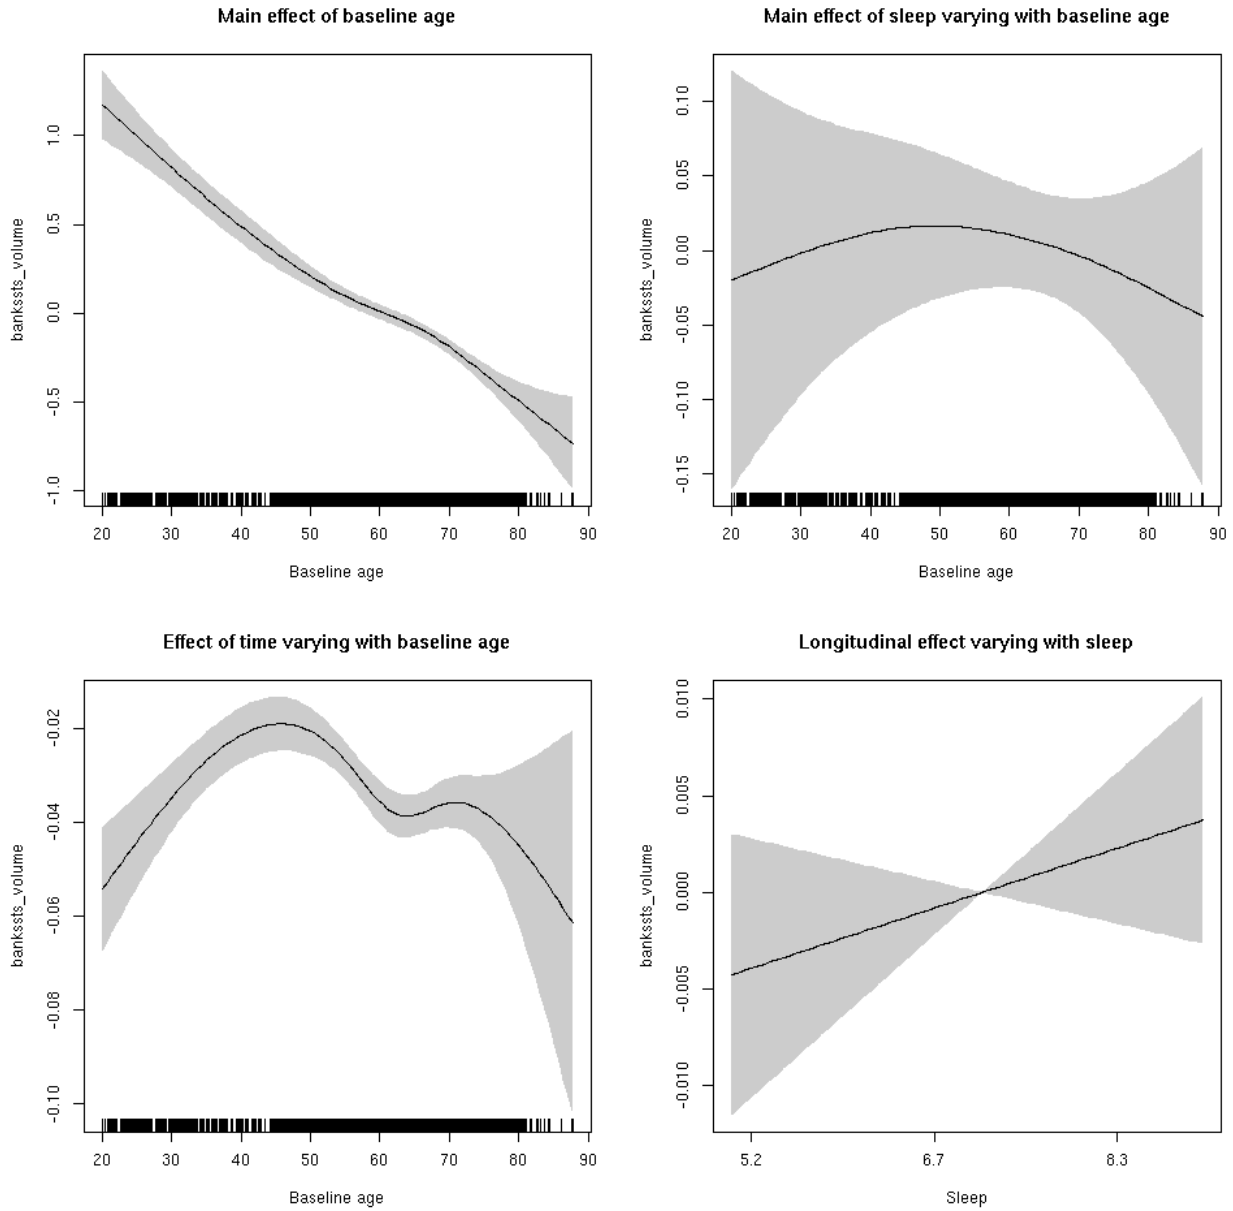 Main effect of baseline age
bankssts_volume
1.0
0.5
0.0
-0.5
-1.0
20 30 40 50 60 70 80 90
Baseline age
Main effect of sleep varying with baseline age
bankssts_volume
0.10
0.05
0.00
-0.05
-0.10
-0.15
20 30 40 50 60 70 80 90
Baseline age
Effect of time varying with baseline age
bankssts_volume
-0.02
-0.04
-0.06
-0.08
-0.10
20 30 40 50 60 70 80 90
Baseline age
Longitudinal effect varying with sleep
bankssts_volume
0.010
0.005
0.000
-0.005
-0.010
5.2 6.7 8.3
Sleep